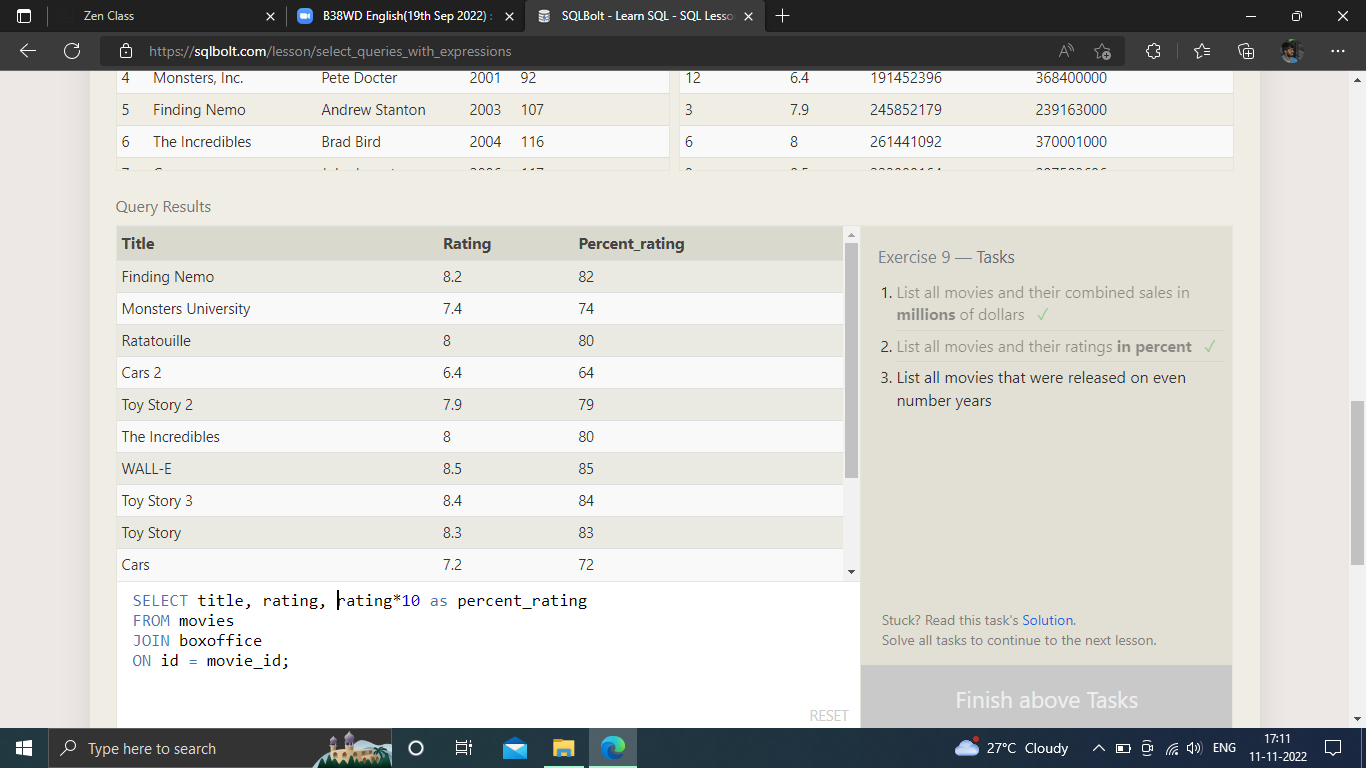 Zen Class
B38WD English(19th Sep 2022) :
SQLBolt - Learn SQL - SQL Lesso
https://sqlbolt.com/lesson/select_queries_with_expressions
4 Monsters, Inc. Pete Docter 2001 92 12 6.4 191452396 368400000
5 Finding Nemo Andrew Stanton 2003 107 3 7.9 245852179 239163000
6 The Incredibles Brad Bird 2004 116 6 8 261441092 370001000
Query Results
Title Rating Percent_rating
Finding Nemo 8.2 82
Monsters University 7.4 74
Ratatouille 8 80
Cars 2 6.4 64
Toy Story 2 7.9 79
The Incredibles 8 80
WALL-E 8.5 85
Toy Story 3 8.4 84
Toy Story 8.3 83
Cars 7.2 72
SELECT title, rating, rating*10 as percent_rating
FROM movies
JOIN boxoffice
ON id = movie_id;
RESET
Exercise 9 — Tasks
1. List all movies and their combined sales in
millions of dollars ✓
2. List all movies and their ratings in percent ✓
3. List all movies that were released on even
number years
Stuck? Read this task's Solution.
Solve all tasks to continue to the next lesson.
Finish above Tasks
Type here to search
27°C Cloudy
ENG
17:11
11-11-2022